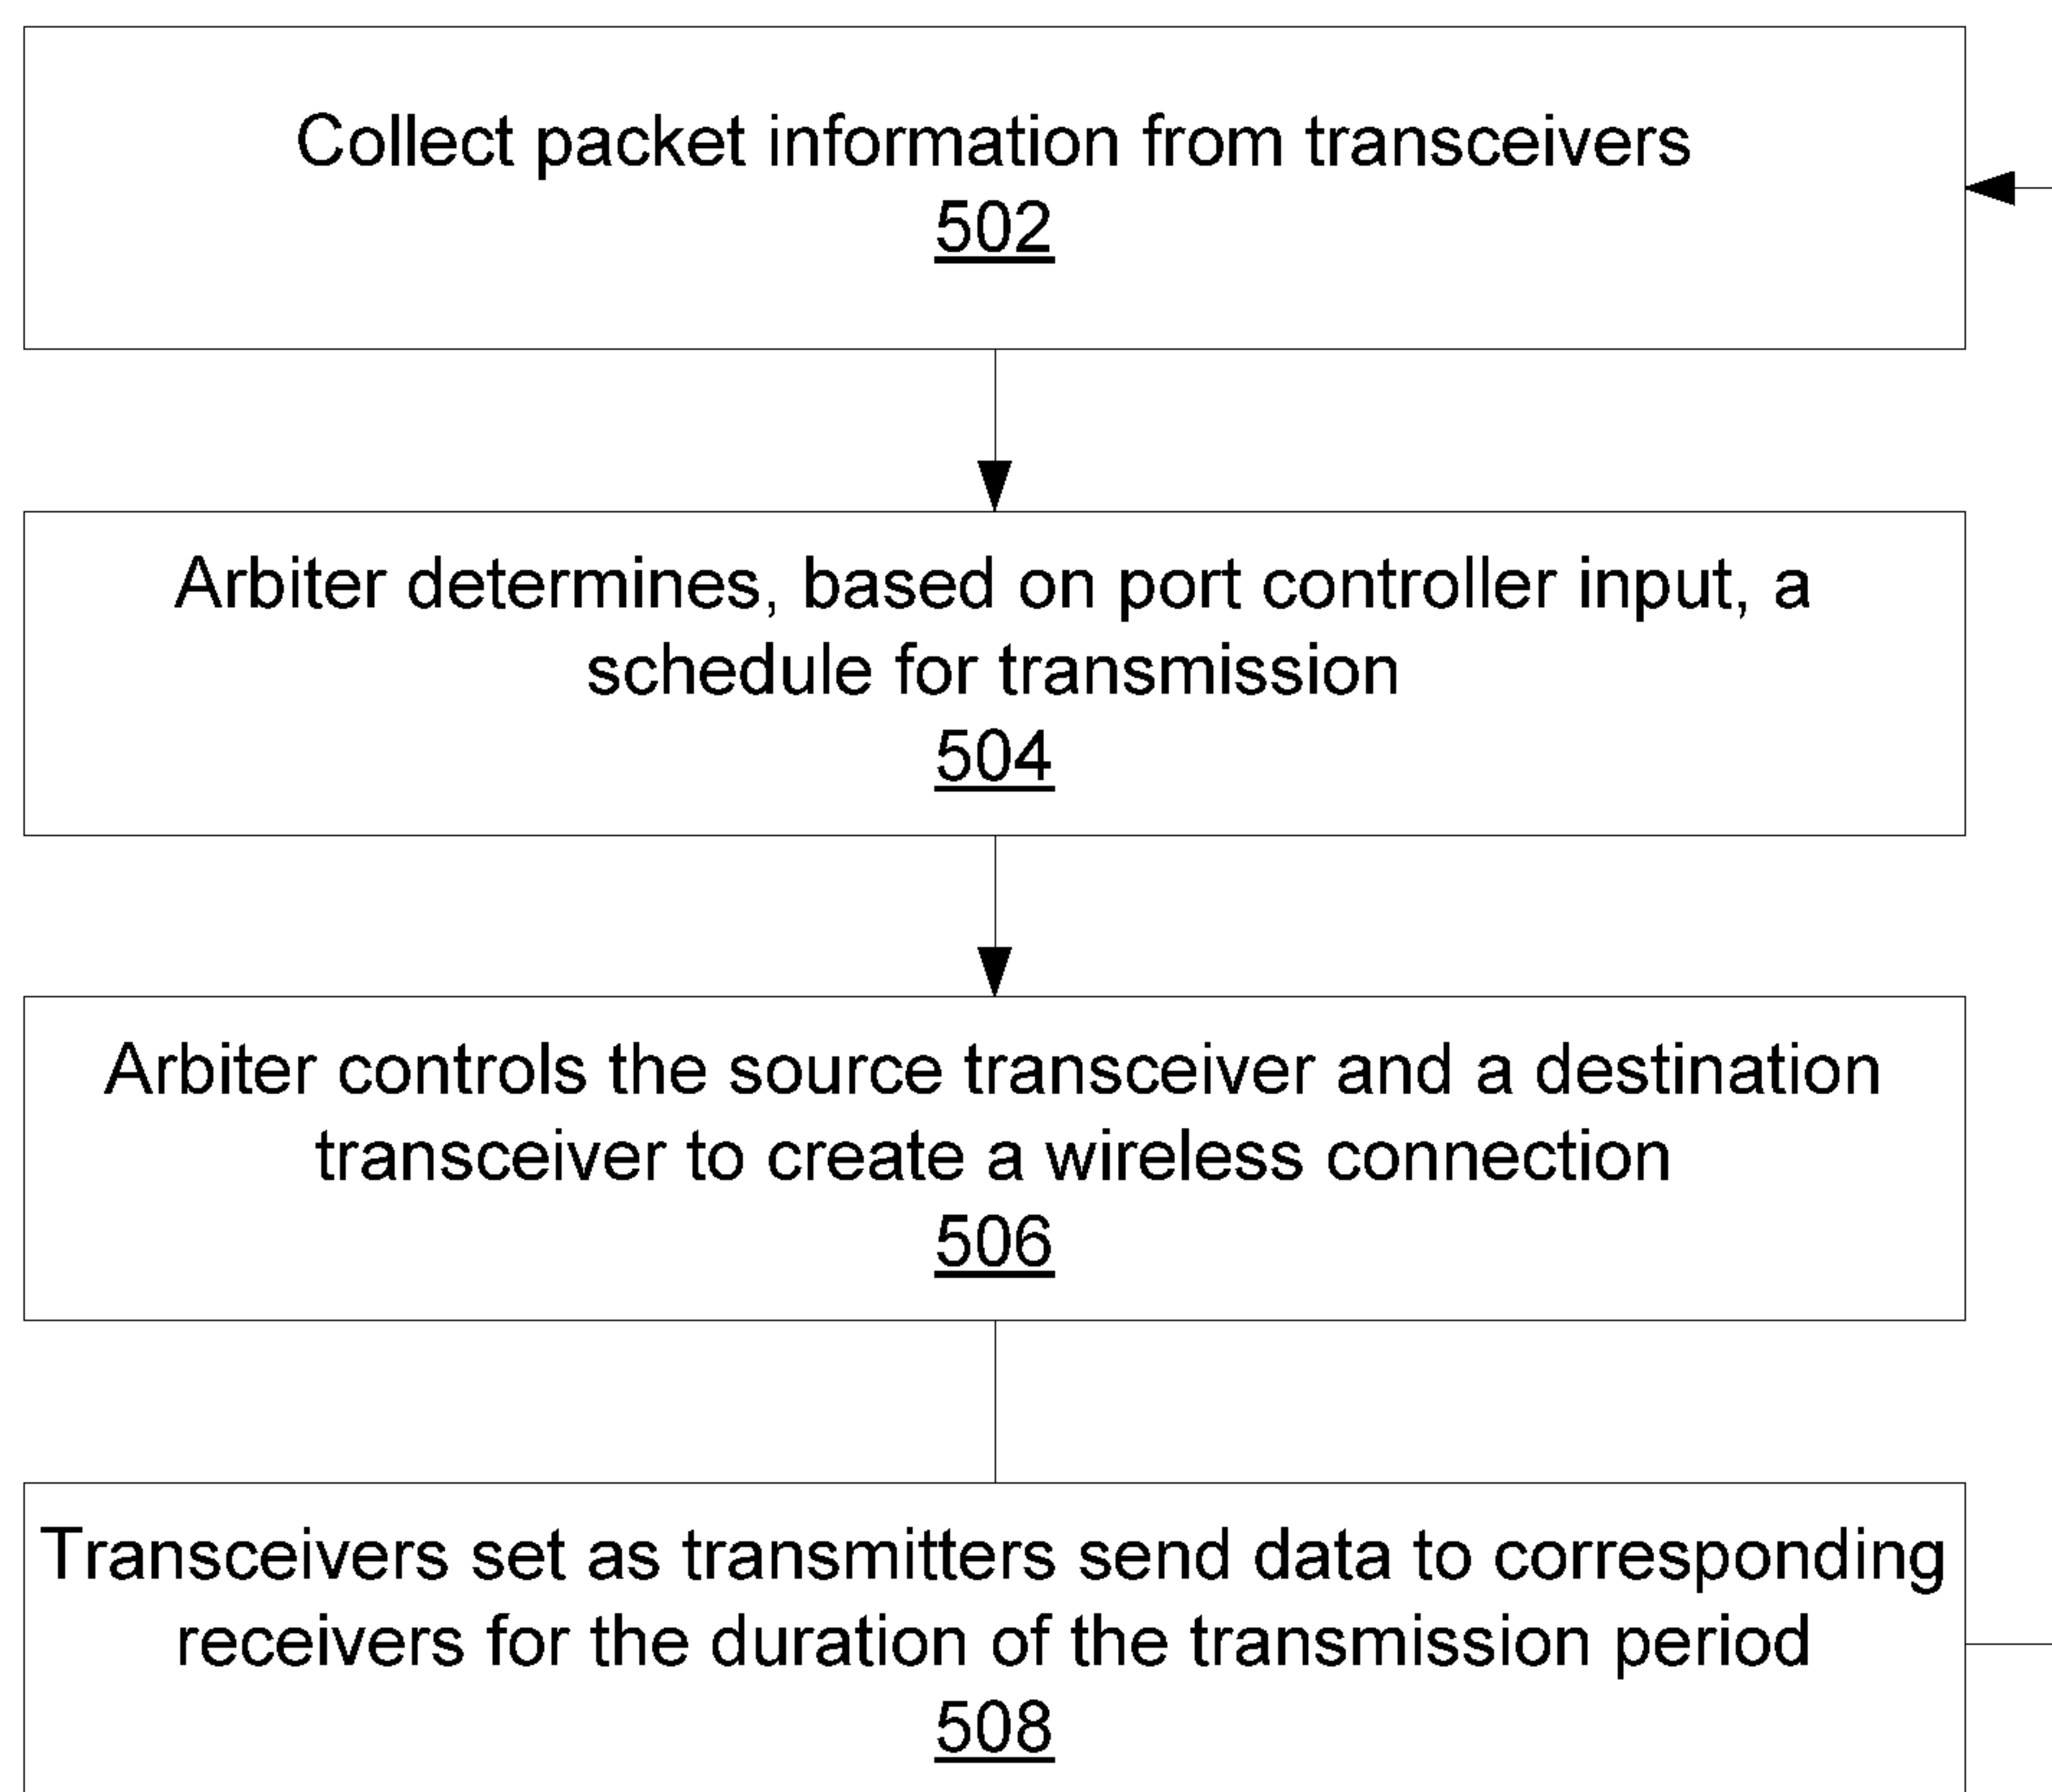 Collect packet information from transceivers
502
Arbiter determines, based on port controller input, a
schedule for transmission
504
Arbiter controls the source transceiver and a destination
transceiver to create a wireless connection
506
Transceivers set as transmitters send data to corresponding
receivers for the duration of the transmission period
508